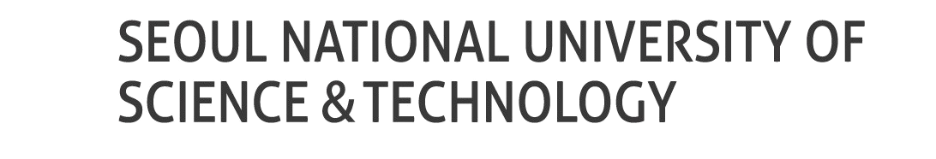 SEOUL NATIONAL UNIVERSITY OF
SCIENCE & TECHNOLOGY